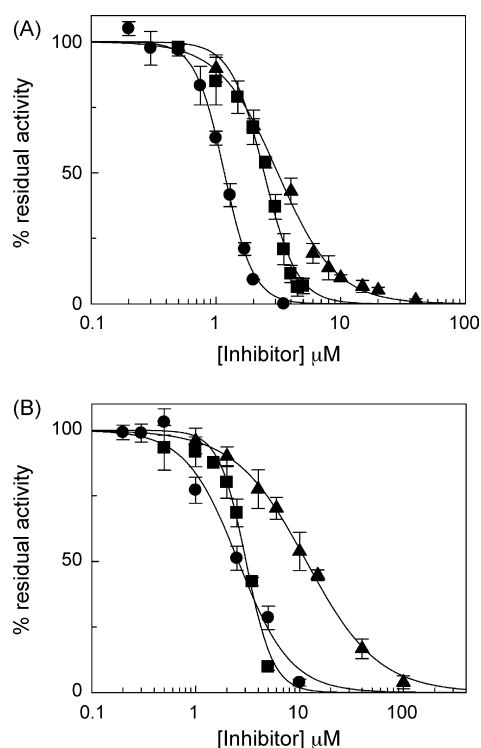 (A)
100
50
0
% residual activity
0.1 1 10 100
[Inhibitor] μM
(B)
100
50
0
% residual activity
0.1 1 10 100
[Inhibitor] μM